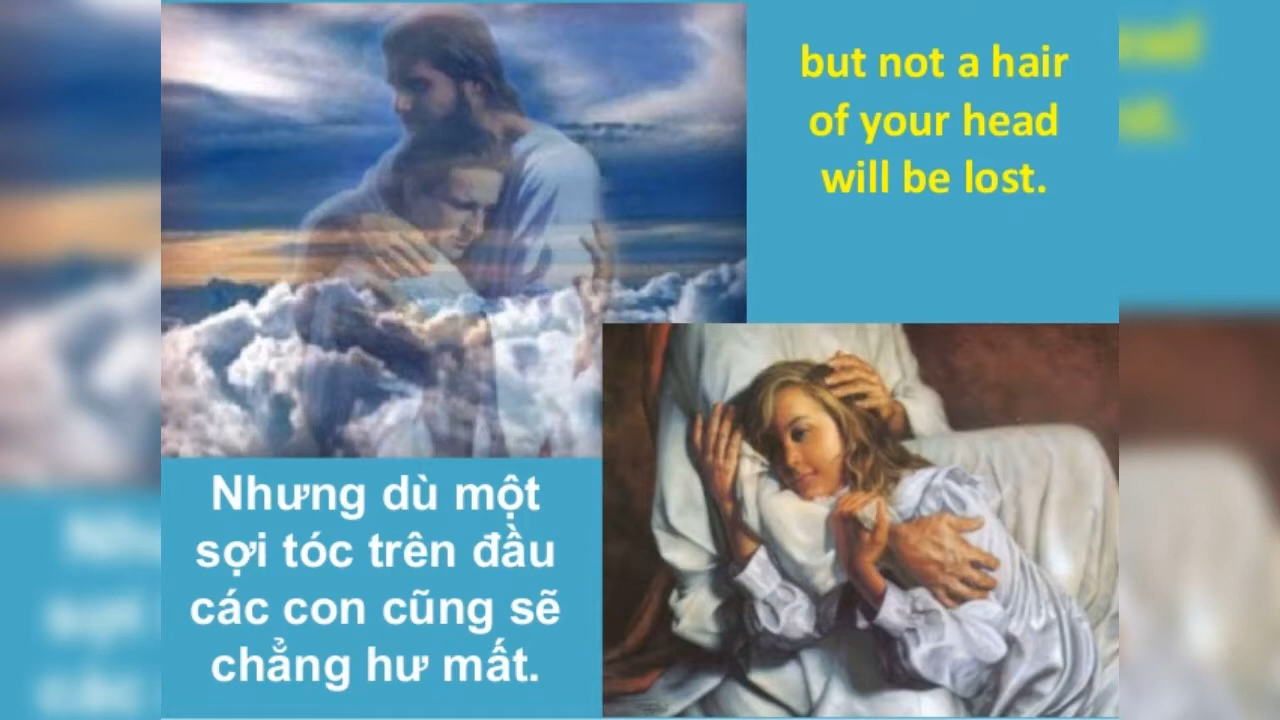 but not a hair
of your head
will be lost.
Nhưng dù một
sợi tóc trên đầu
các con cũng sẽ
chẳng hư mất.